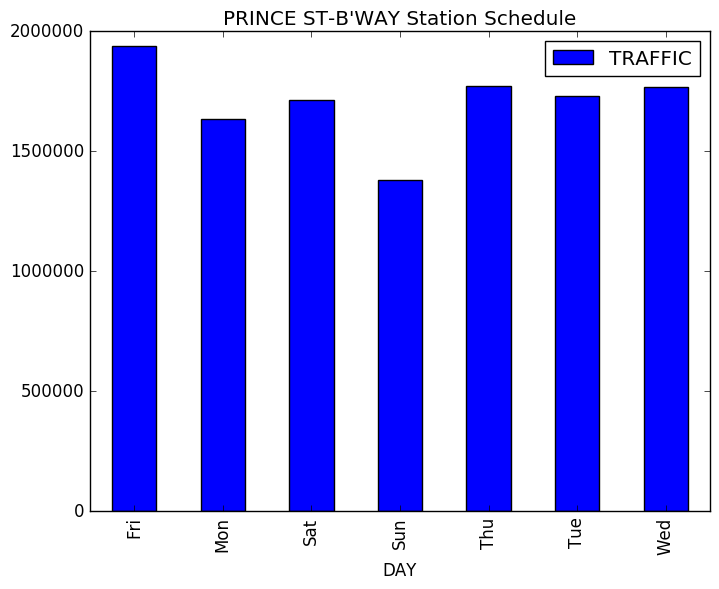 PRINCE ST-B'WAY Station Schedule
TRAFFIC
2000000
1500000
1000000
500000
0
Fri
Mon
Sat
Sun
Thu
Tue
Wed
DAY